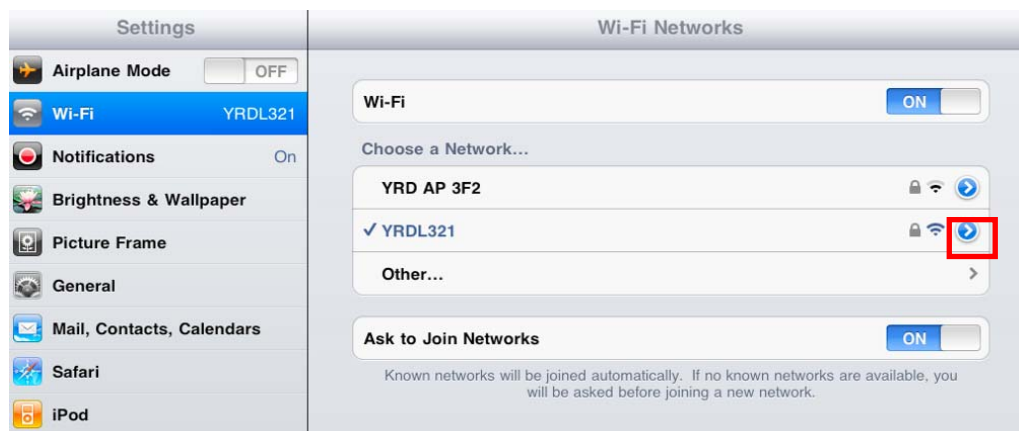 Settings
Airplane Mode OFF
Wi-Fi YRDL321
Notifications On
Brightness & Wallpaper
Picture Frame
General
Mail, Contacts, Calendars
Safari
iPod
Wi-Fi Networks
Wi-Fi ON
Choose a Network...
YRD AP 3F2
✓ YRDL321
Other...
Ask to Join Networks ON
Known networks will be joined automatically. If no known networks are available, you
will be asked before joining a new network.